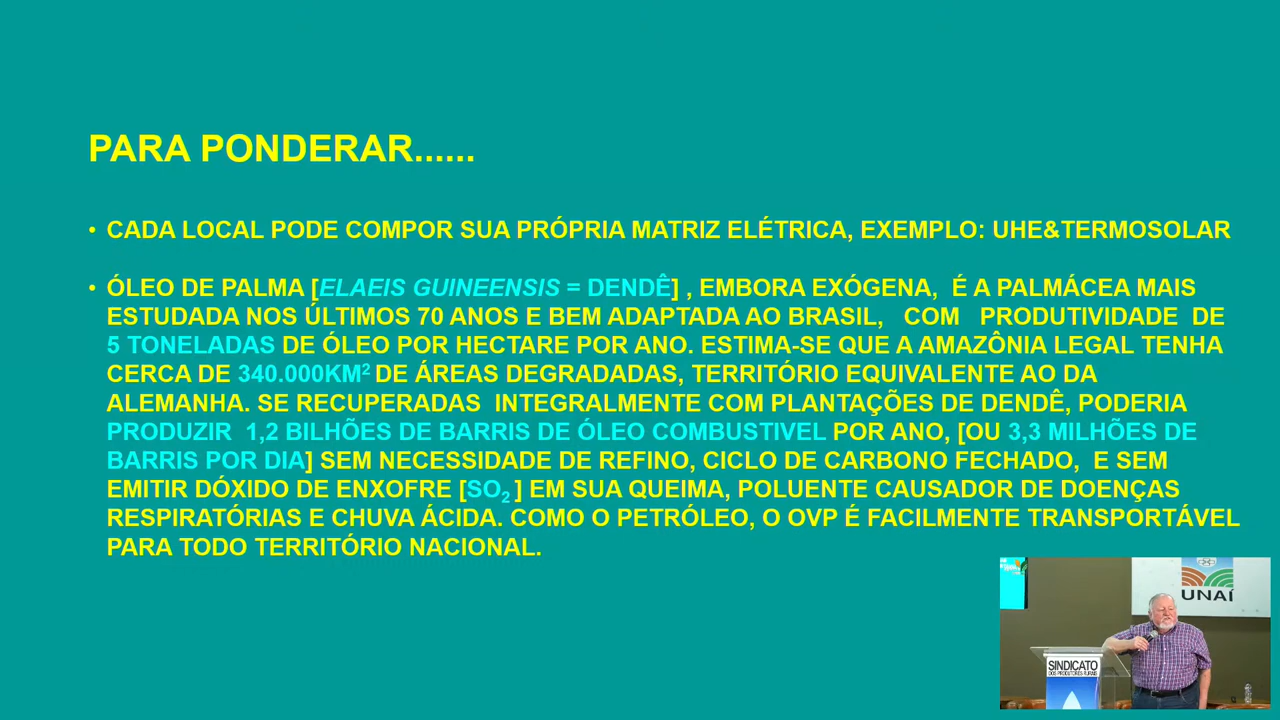 PARA PONDERAR......
• CADA LOCAL PODE COMPOR SUA PRÓPRIA MATRIZ ELÉTRICA, EXEMPLO: UHE&TERMOSOLAR
• ÓLEO DE PALMA [ELAEIS GUINEENSIS = DENDÊ] , EMBORA EXÓGENA, É A PALMÁCEA MAIS
ESTUDADA NOS ÚLTIMOS 70 ANOS E BEM ADAPTADA AO BRASIL, COM PRODUTIVIDADE DE
5 TONELADAS DE ÓLEO POR HECTARE POR ANO. ESTIMA-SE QUE A AMAZÔNIA LEGAL TENHA
CERCA DE 340.000KM² DE ÁREAS DEGRADADAS, TERRITÓRIO EQUIVALENTE AO DA
ALEMANHA. SE RECUPERADAS INTEGRALMENTE COM PLANTAÇÕES DE DENDÊ, PODERIA
PRODUZIR 1,2 BILHÕES DE BARRIS DE ÓLEO COMBUSTIVEL POR ANO, [OU 3,3 MILHÕES DE
BARRIS POR DIA] SEM NECESSIDADE DE REFINO, CICLO DE CARBONO FECHADO, E SEM
EMITIR DÓXIDO DE ENXOFRE [SO₂ ] EM SUA QUEIMA, POLUENTE CAUSADOR DE DOENÇAS
RESPIRATÓRIAS E CHUVA ÁCIDA. COMO O PETRÓLEO, O OVP É FACILMENTE TRANSPORTÁVEL
PARA TODO TERRITÓRIO NACIONAL.
UNAÍ
SINDICATO
DOS PRODUTORES RURAIS